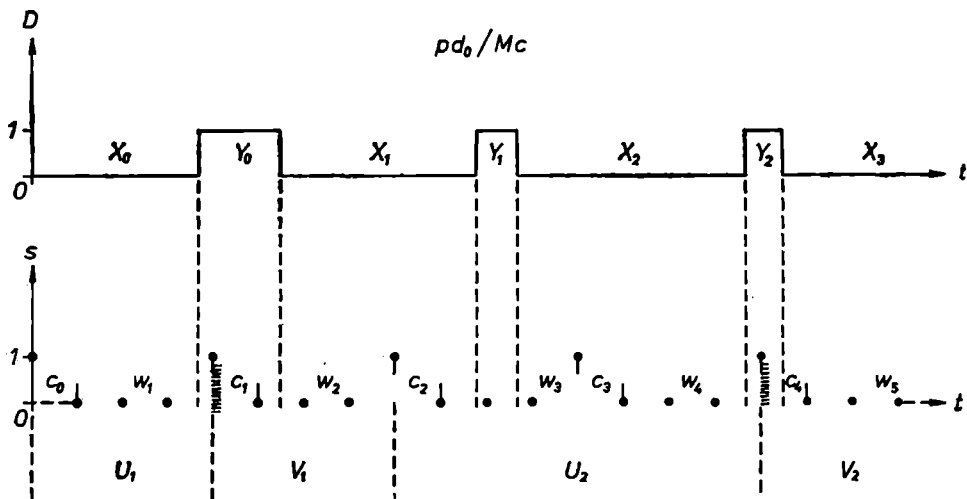 D
pd₀/Mc
1
X₀ Y₀ X₁ Y₁ X₂ Y₂ X₃
0 t
s
1
c₀ w₁ c₁ w₂ c₂ w₃ c₃ w₄ c₄ w₅
0 t
U₁ V₁ U₂ V₂